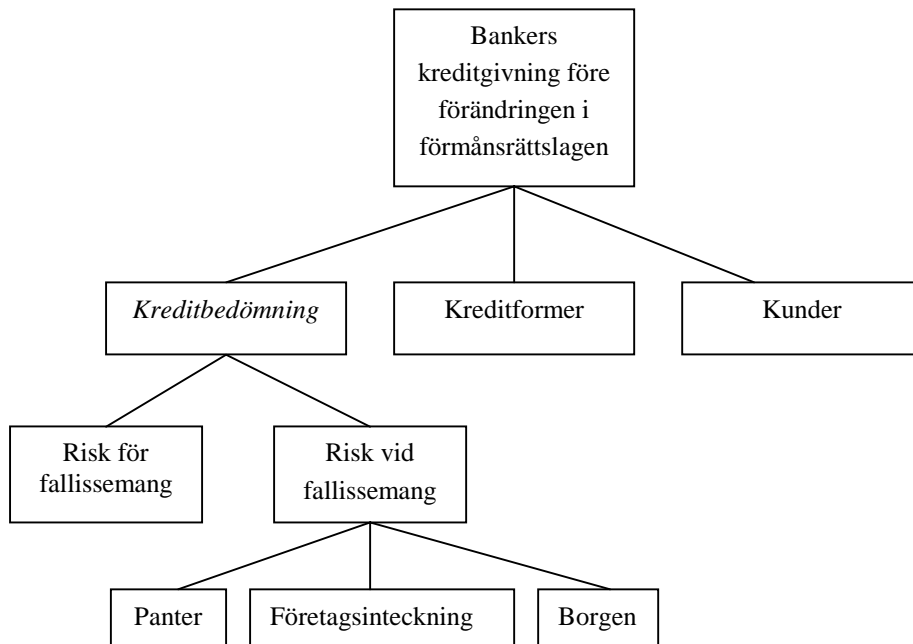 Bankers
kreditgivning före
förändringen i
förmånsrättslagen
Kreditbedömning
Kreditformer
Kunder
Risk för
fallissemang
Risk vid
fallissemang
Panter
Företagsinteckning
Borgen